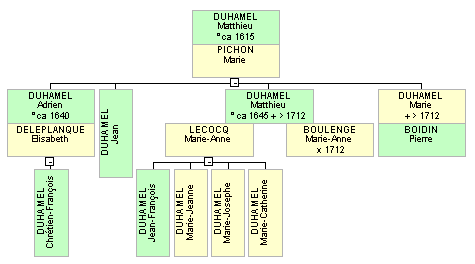 DUHAMEL
Matthieu
° ca 1615
PICHON
Marie
DUHAMEL
Adrien
° ca 1640
DELEPLANQUE
Elisabeth
DUHAMEL
Jean
DUHAMEL
Matthieu
° ca 1645 + > 1712
LECOCQ
Marie-Anne
BOULENGE
Marie-Anne
x 1712
DUHAMEL
Marie
+ > 1712
BOIDIN
Pierre
DUHAMEL
Chrétien-François
DUHAMEL
Jean-François
DUHAMEL
Marie-Jeanne
DUHAMEL
Marie-Josephe
DUHAMEL
Marie-Catherine